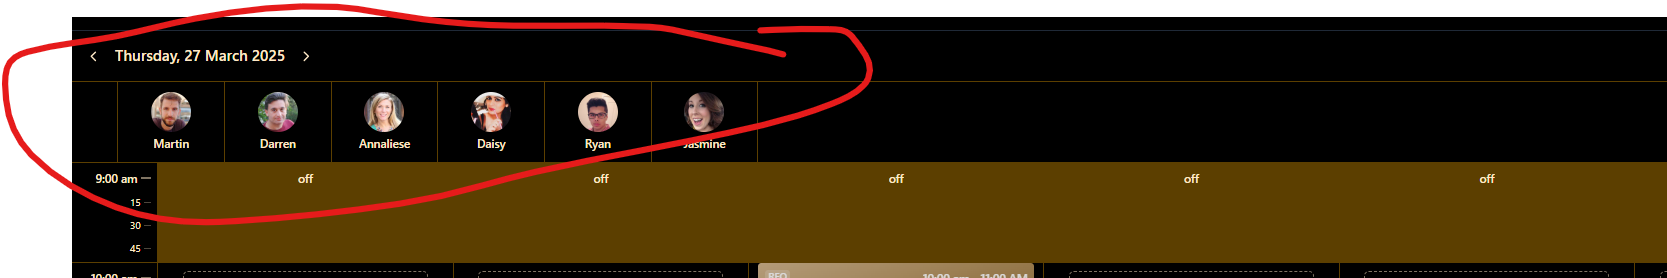 Thursday, 27 March 2025
Martin Darren Annaliese Daisy Ryan Jasmine
9:00 am off off off off off
15
30
45
10:00 am REQ 10:00 am - 11:00 AM